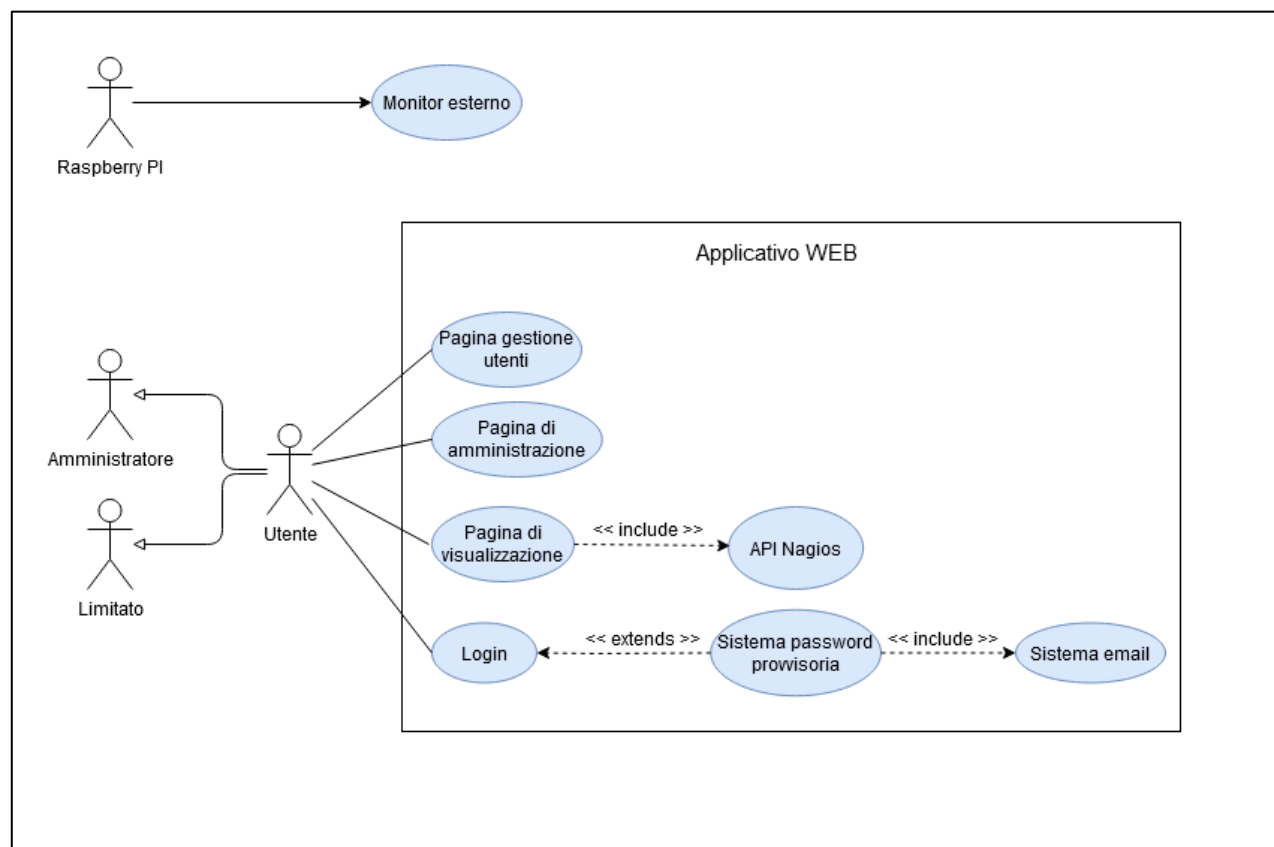 Monitor esterno
Raspberry PI
Applicativo WEB
Pagina gestione
utenti
Pagina di
amministrazione
Amministratore
Utente
Pagina di
visualizzazione
<< include >>
API Nagios
Limitato
Login
<< extends >>
Sistema password
provvisoria
<< include >>
Sistema email